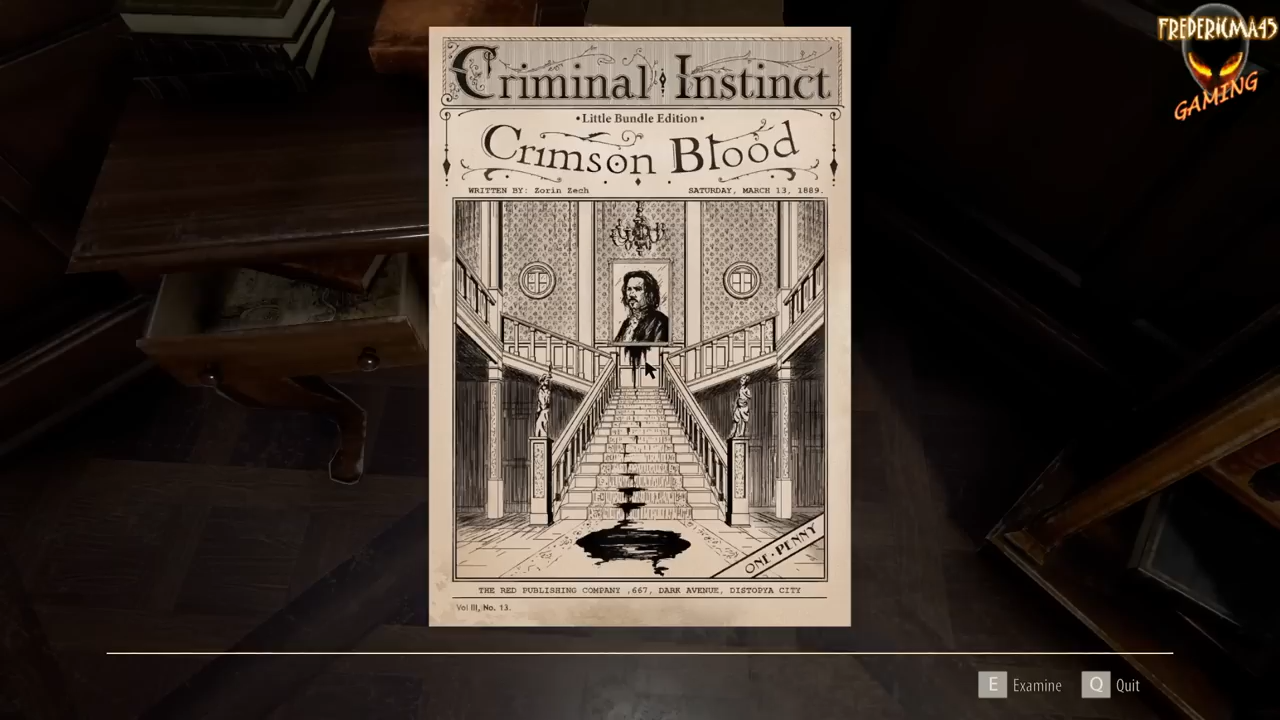 FREDERICMA45
GAMING
Criminal Instinct
•Little Bundle Edition•
Crimson Blood
WRITTEN BY: Zorin Zech
SATURDAY, MARCH 13, 1889.
ONE·PENNY
THE RED PUBLISHING COMPANY ,667, DARK AVENUE, DISTOPYA CITY
Vol III, No. 13.
E Examine
Q Quit